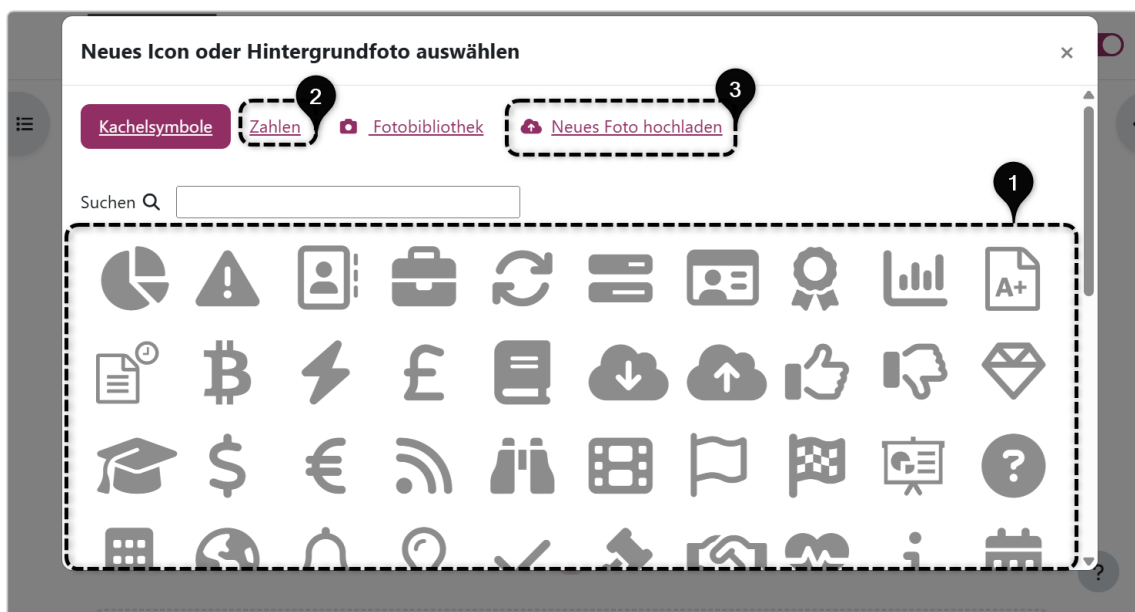 Neues Icon oder Hintergrundfoto auswählen ×
2
3
Kachelsymbole Zahlen Fotobibliothek Neues Foto hochladen
1
Suchen
A+
?
?